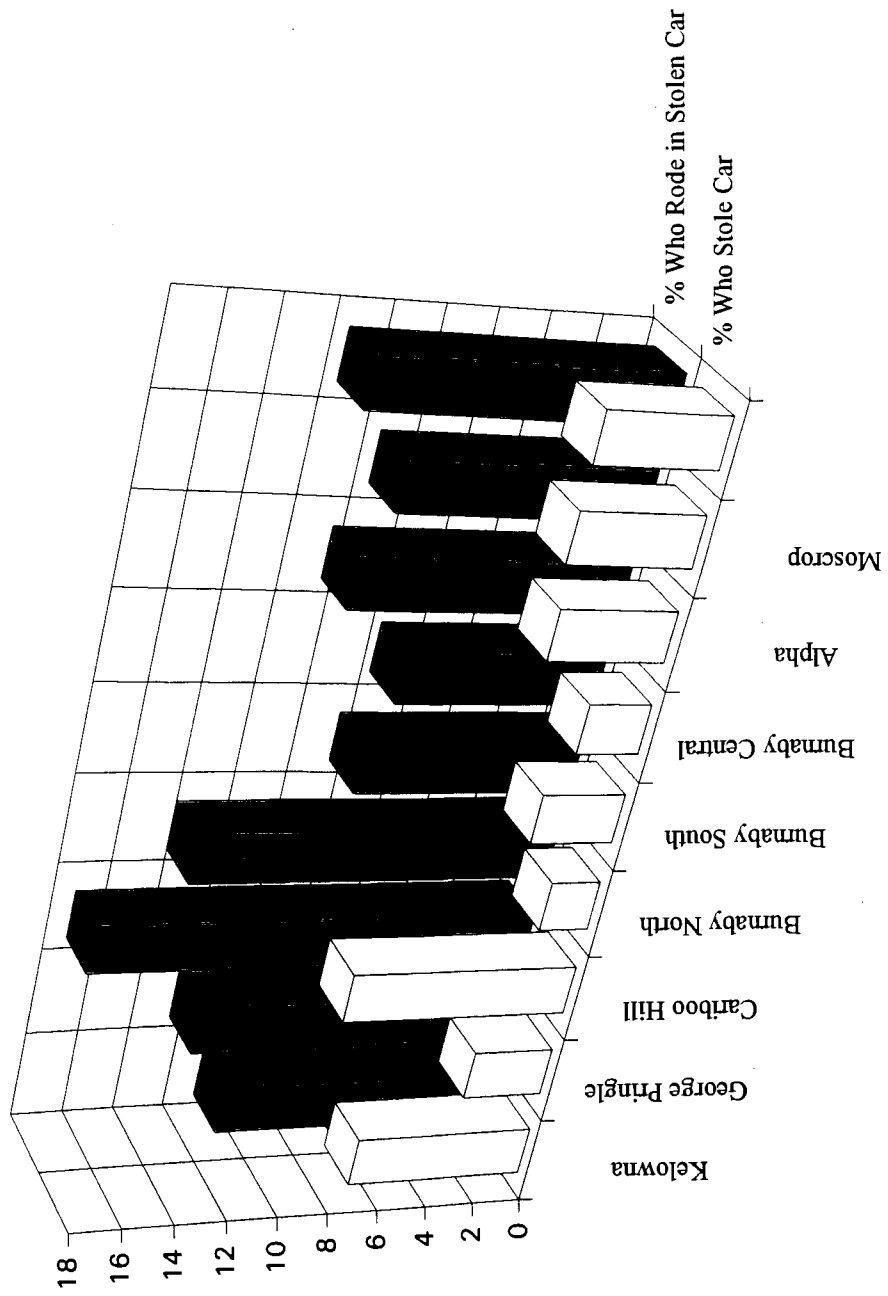 18
16
14
12
10
8
6
4
2
0
% Who Rode in Stolen Car
% Who Stole Car
Kelowna
George Pringle
Cariboo Hill
Burnaby North
Burnaby South
Burnaby Central
Alpha
Moscrop